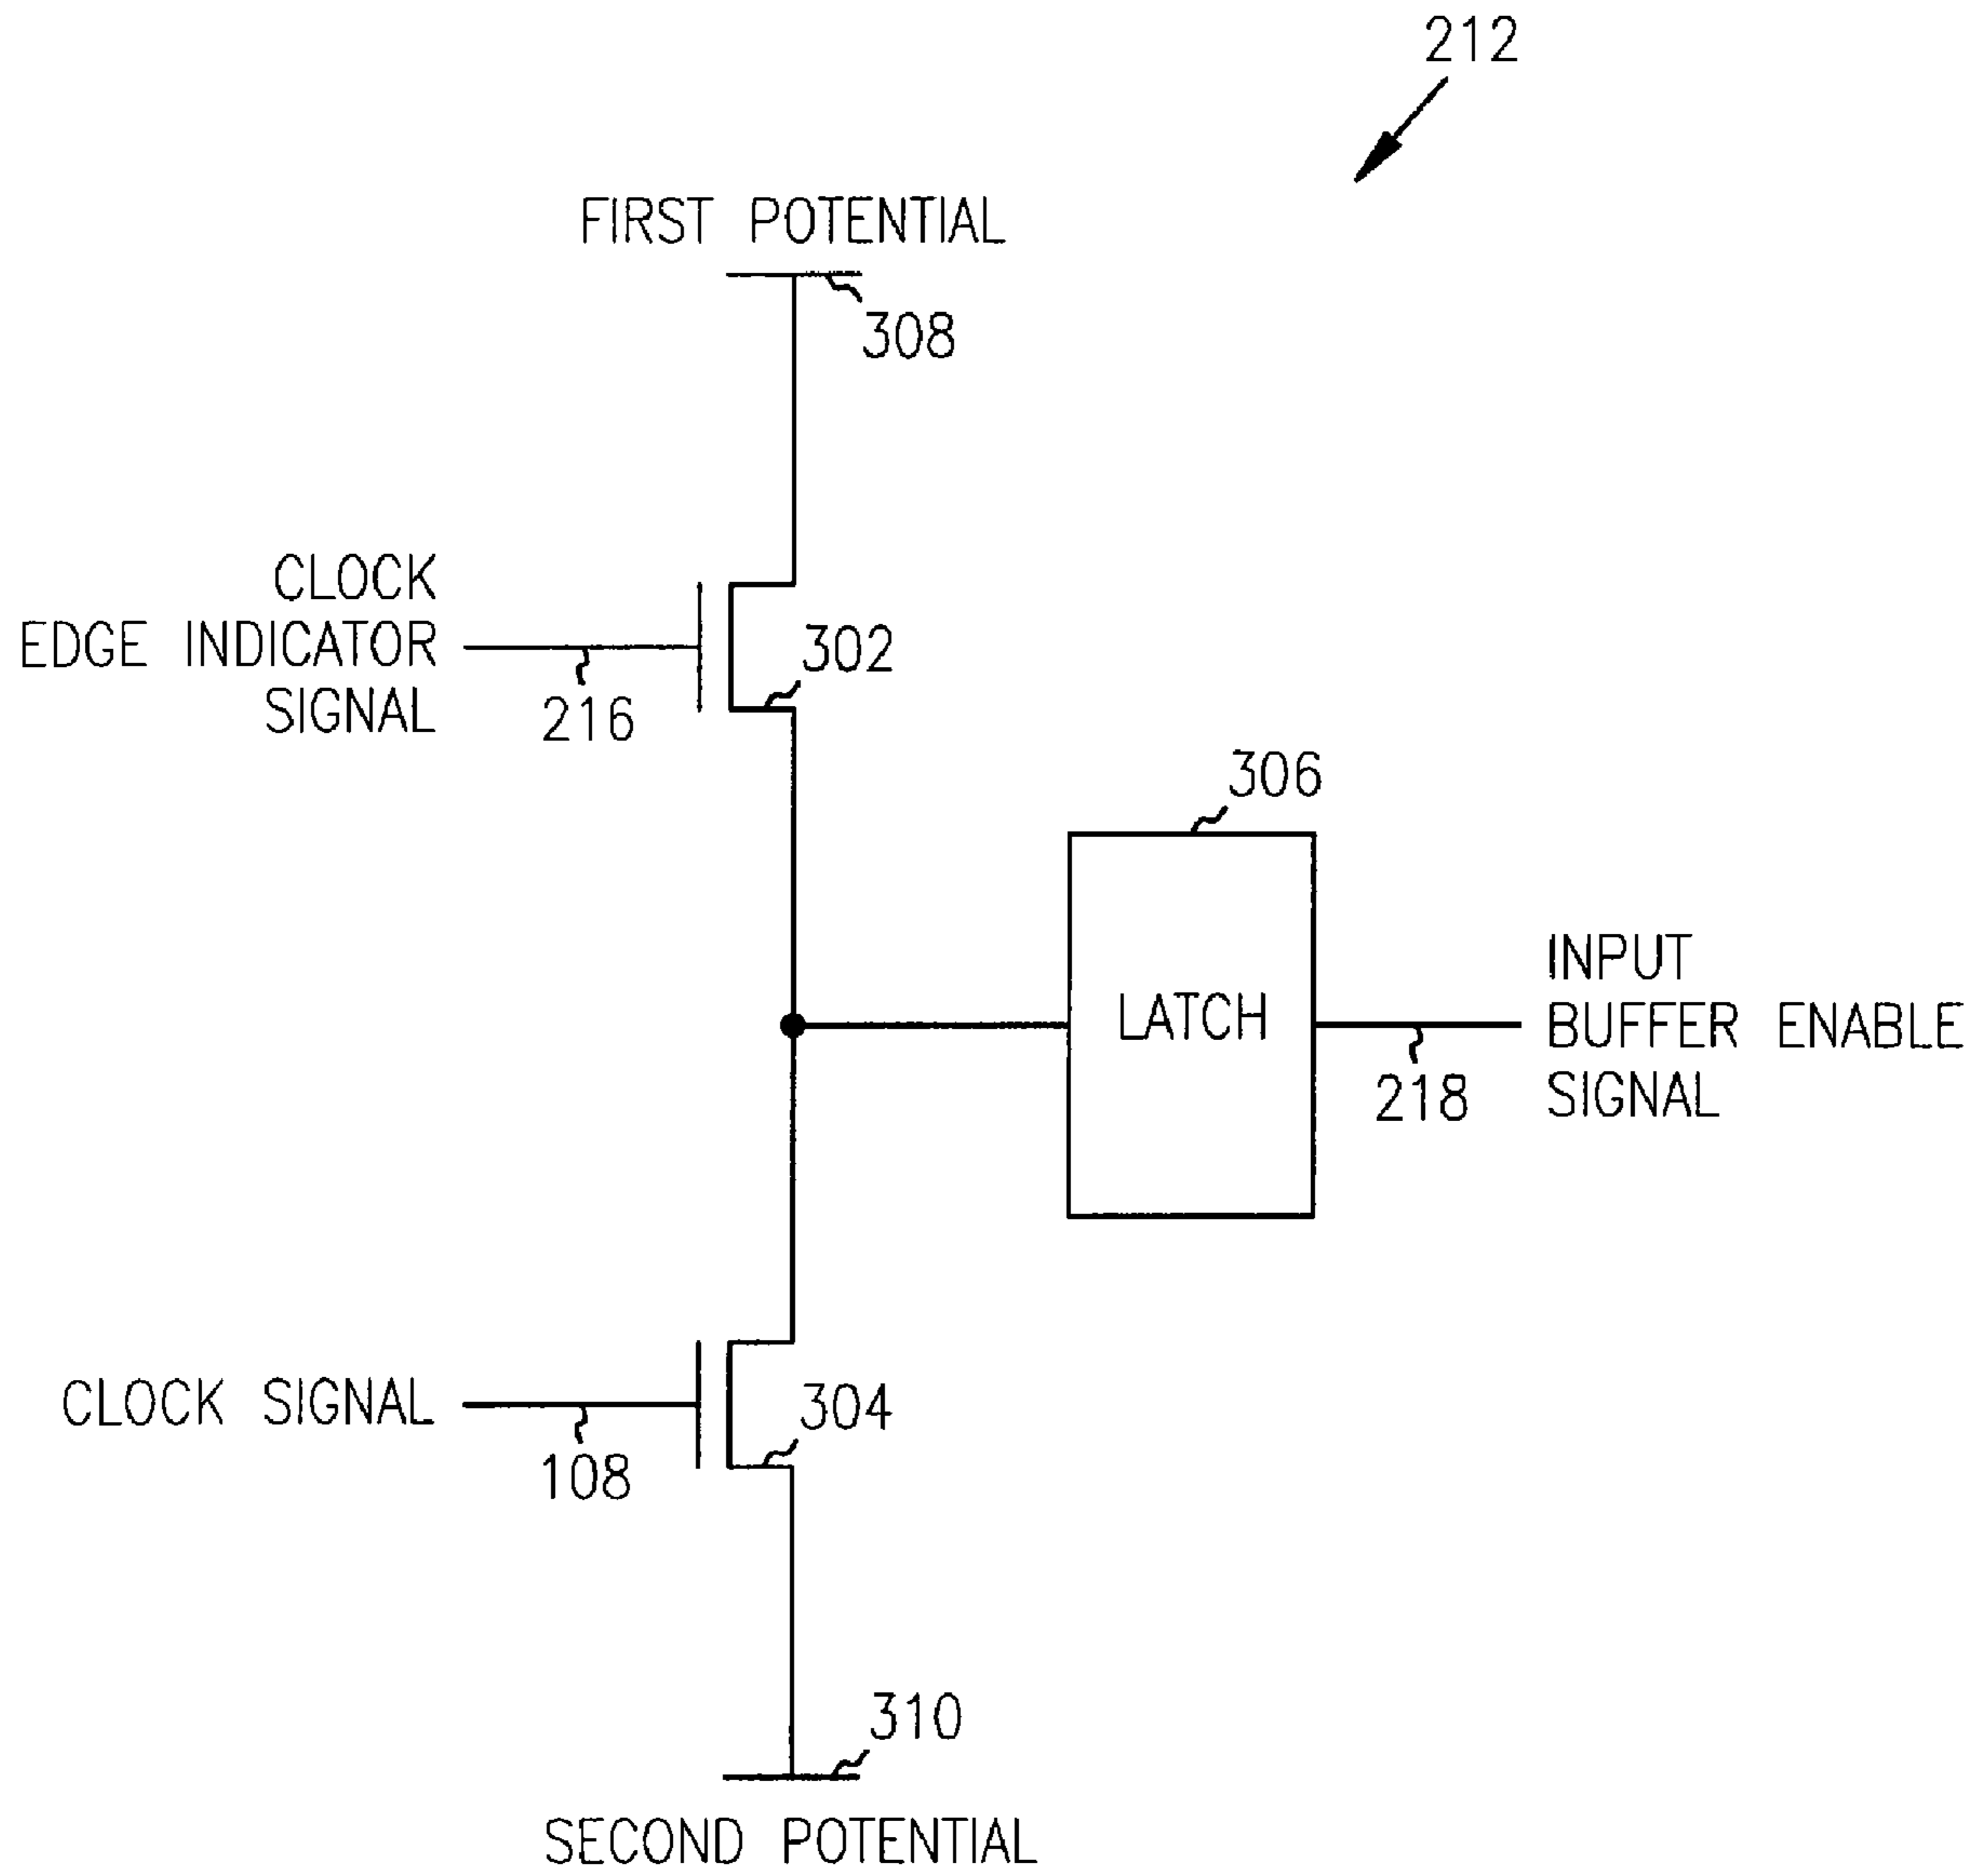 212
FIRST POTENTIAL
308
CLOCK
EDGE INDICATOR
SIGNAL
216
302
306
LATCH
INPUT
BUFFER ENABLE
SIGNAL
218
CLOCK SIGNAL
108
304
310
SECOND POTENTIAL